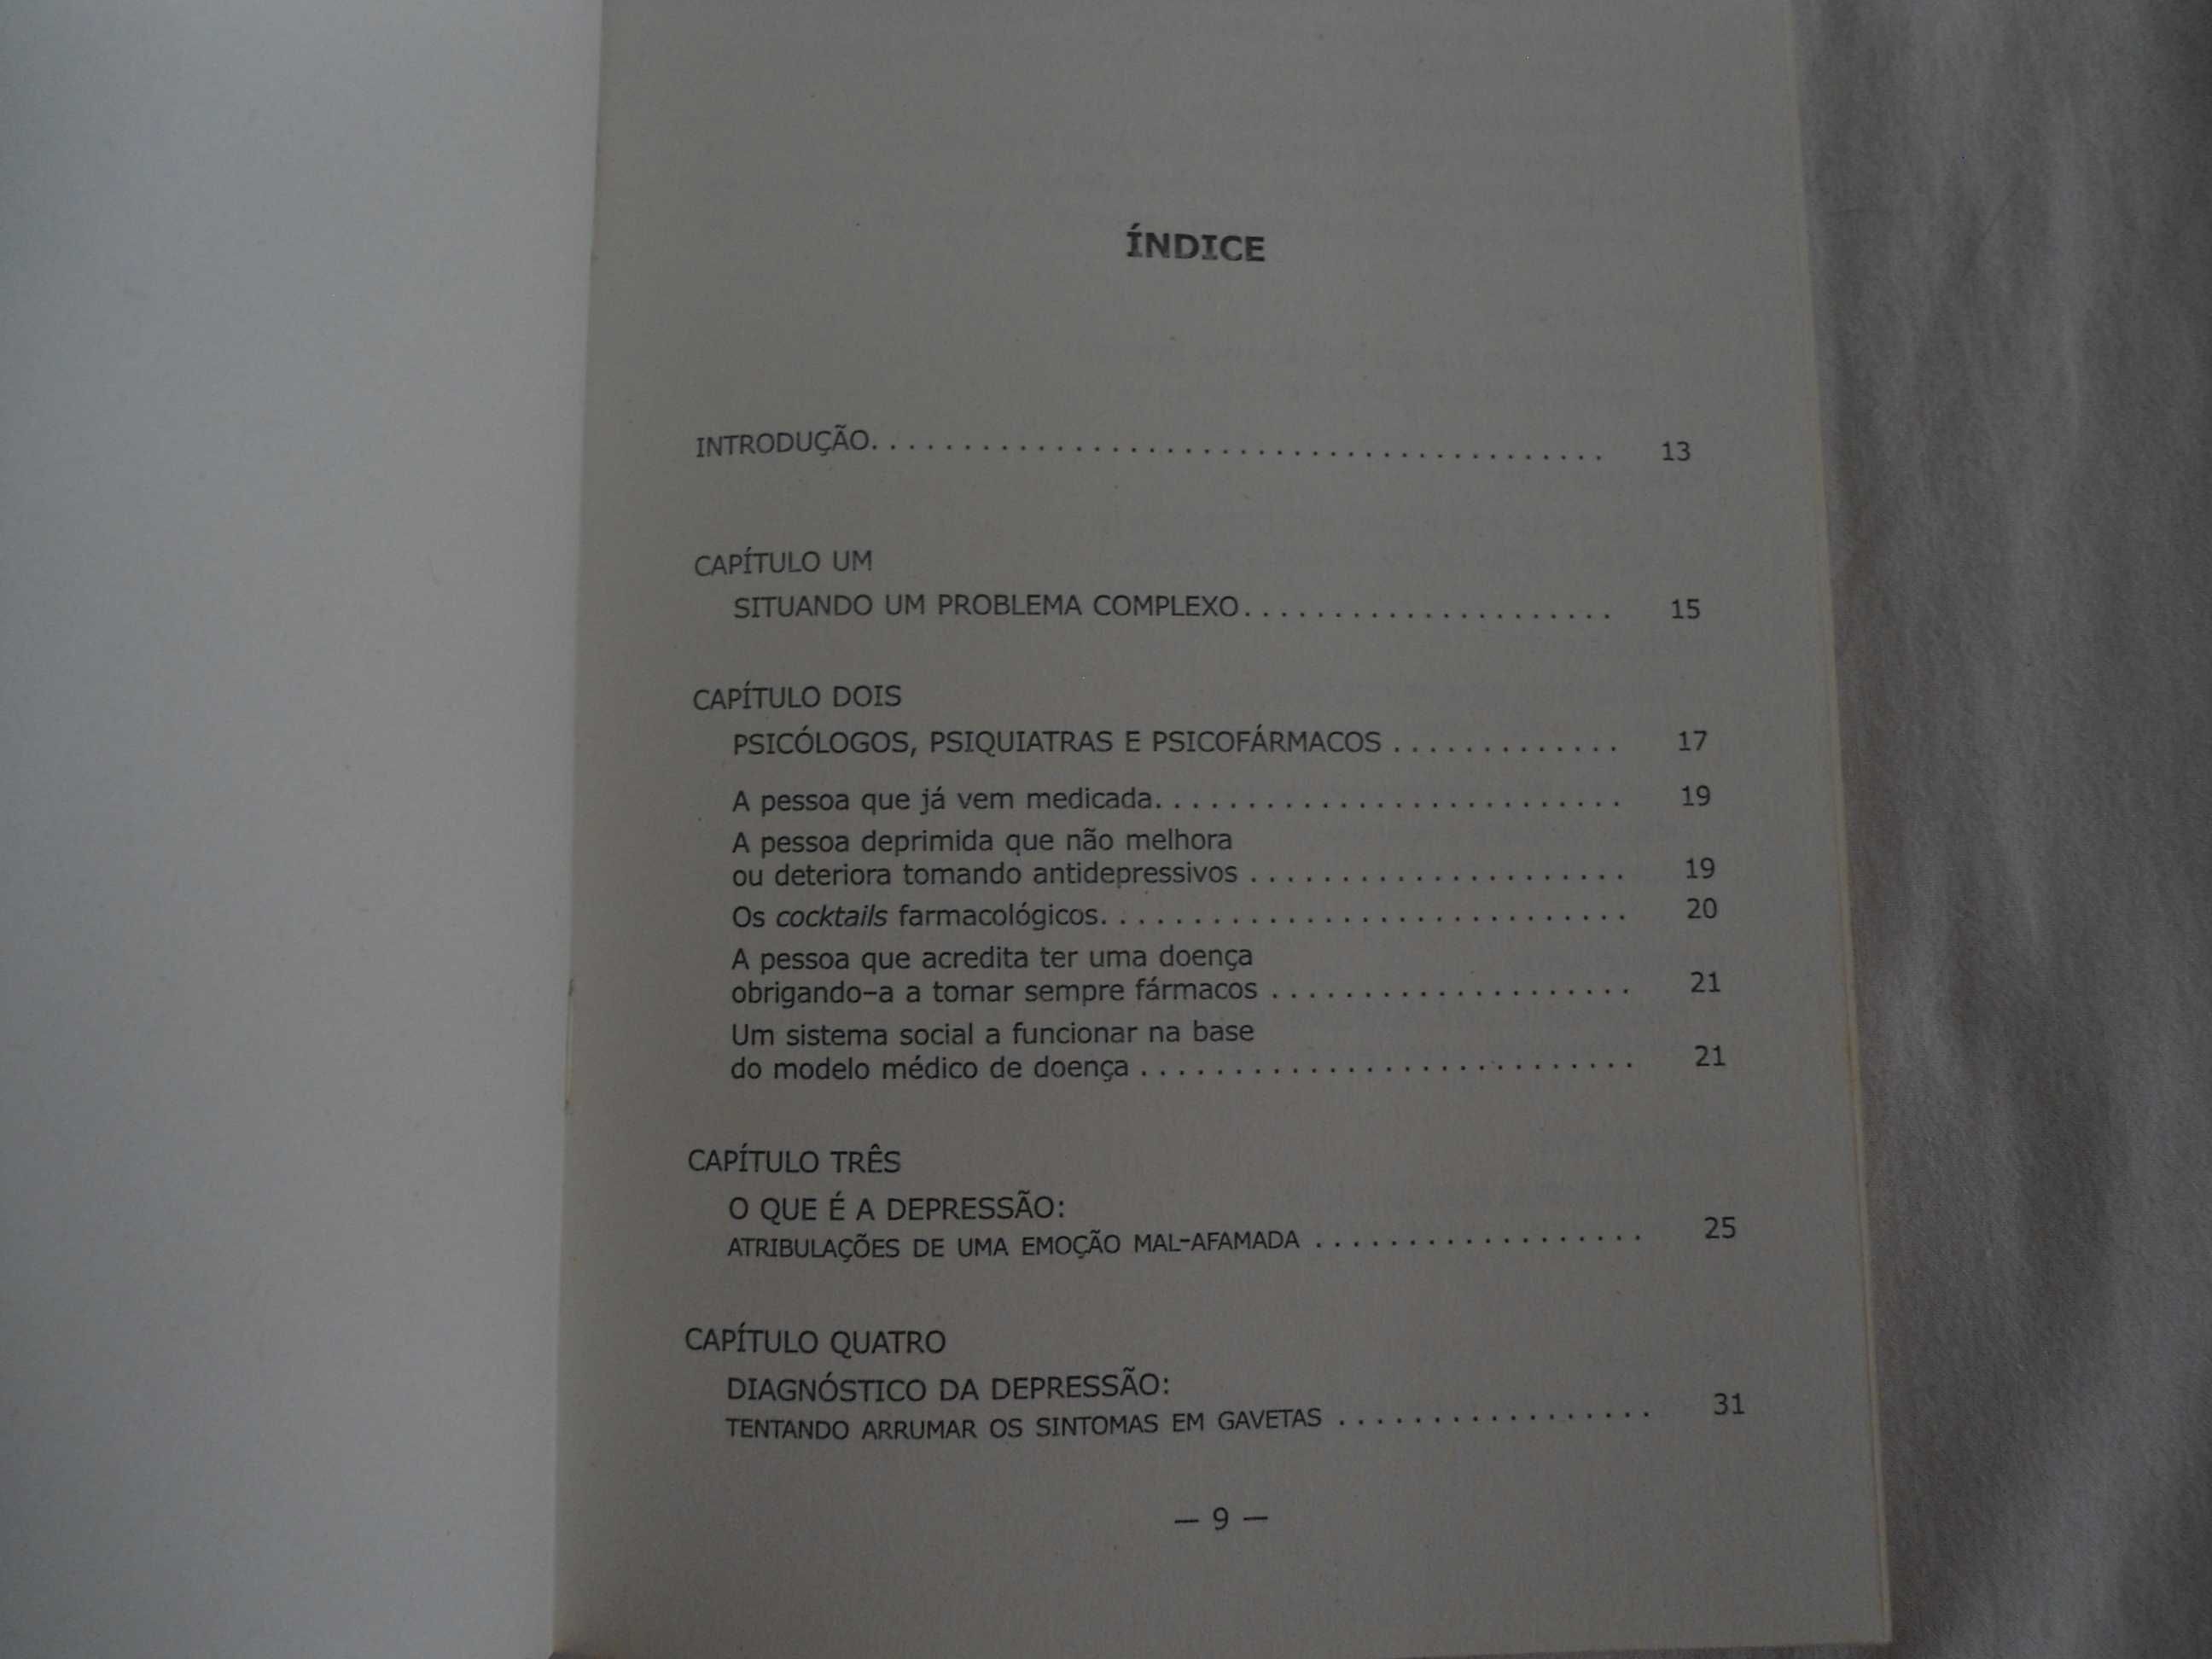 ÍNDICE
INTRODUÇÃO. . . . . . . . . . . . . . . . . . . . . . . . . . . . . . . . . . . . . . . . 13
CAPÍTULO UM
SITUANDO UM PROBLEMA COMPLEXO. . . . . . . . . . . . . . . . . . . . 15
CAPÍTULO DOIS
PSICÓLOGOS, PSIQUIATRAS E PSICOFÁRMACOS . . . . . . . . . . . . . 17
A pessoa que já vem medicada. . . . . . . . . . . . . . . . . . . . . . . . . . 19
A pessoa deprimida que não melhora
ou deteriora tomando antidepressivos . . . . . . . . . . . . . . . . . . . . . 19
Os cocktails farmacológicos. . . . . . . . . . . . . . . . . . . . . . . . . . . . . 20
A pessoa que acredita ter uma doença
obrigando-a a tomar sempre fármacos . . . . . . . . . . . . . . . . . . . . 21
Um sistema social a funcionar na base
do modelo médico de doença . . . . . . . . . . . . . . . . . . . . . . . . . . . 21
CAPÍTULO TRÊS
O QUE É A DEPRESSÃO:
ATRIBULAÇÕES DE UMA EMOÇÃO MAL-AFAMADA . . . . . . . . . . . . . . . . . . 25
CAPÍTULO QUATRO
DIAGNÓSTICO DA DEPRESSÃO:
TENTANDO ARRUMAR OS SINTOMAS EM GAVETAS . . . . . . . . . . . . . . . . . 31
— 9 —